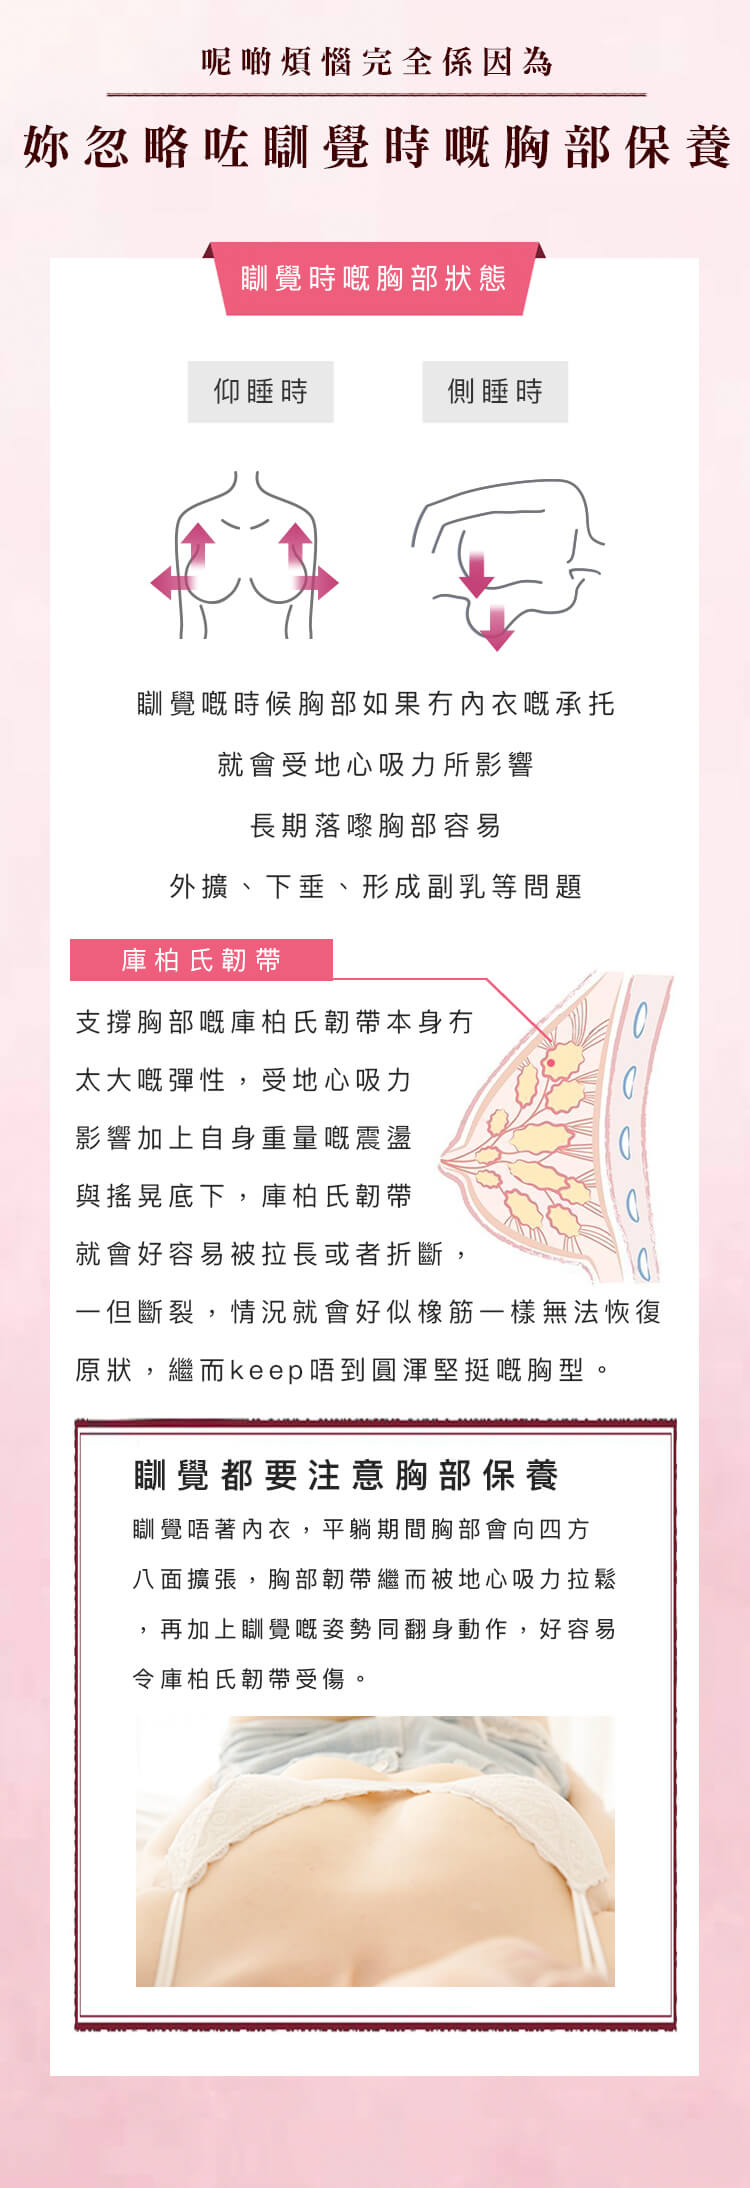 呢啲煩惱完全係因為
妳忽略咗瞓覺時嘅胸部保養
瞓覺時嘅胸部狀態
仰睡時
側睡時
瞓覺嘅時候胸部如果冇內衣嘅承托
就會受地心吸力所影響
長期落嚟胸部容易
外擴、下垂、形成副乳等問題
庫柏氏韌帶
支撐胸部嘅庫柏氏韌帶本身冇
太大嘅彈性，受地心吸力
影響加上自身重量嘅震盪
與搖晃底下，庫柏氏韌帶
就會好容易被拉長或者折斷，
一但斷裂，情況就會好似橡筋一樣無法恢復
原狀，繼而keep唔到圓渾堅挺嘅胸型。
瞓覺都要注意胸部保養
瞓覺唔著內衣，平躺期間胸部會向四方
八面擴張，胸部韌帶繼而被地心吸力拉鬆
，再加上瞓覺嘅姿勢同翻身動作，好容易
令庫柏氏韌帶受傷。